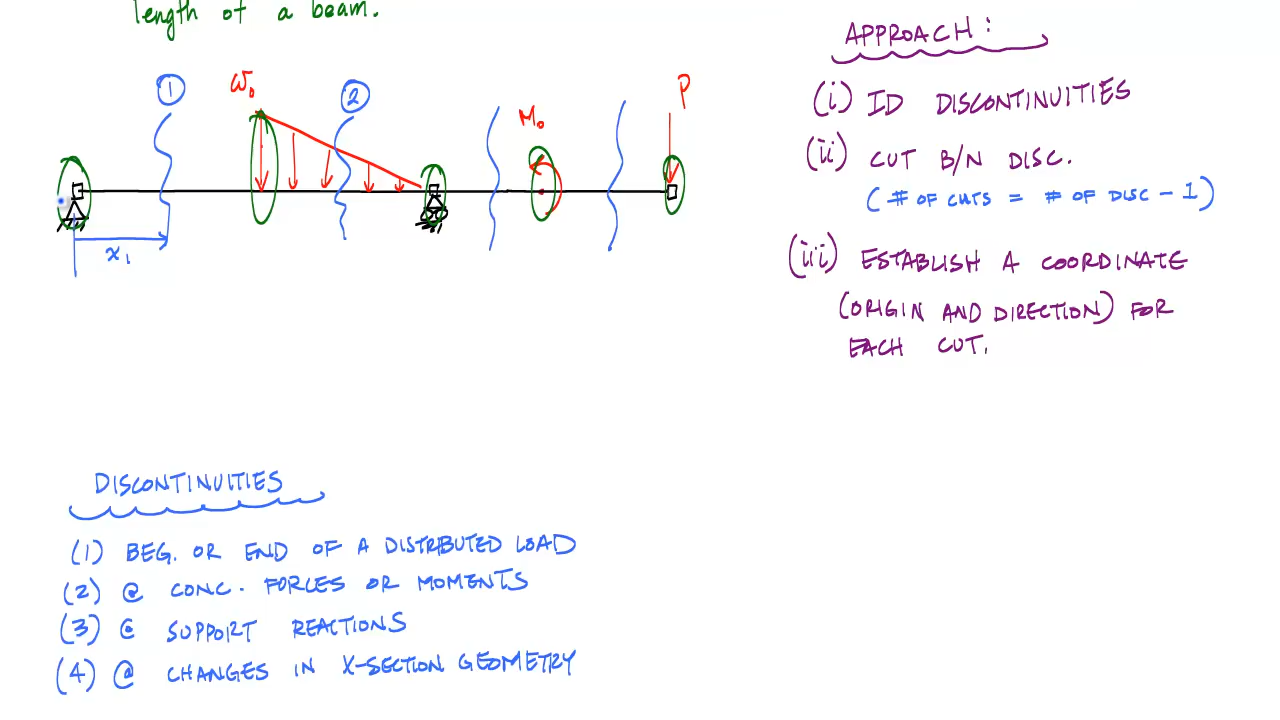 length of a beam.
APPROACH:
(i) ID DISCONTINUITIES
(ii) CUT B/N DISC.
(# OF CUTS = # OF DISC - 1)
(iii) ESTABLISH A COORDINATE
(ORIGIN AND DIRECTION) FOR
EACH CUT.
1
W₀
2
M₀
P
x₁
DISCONTINUITIES
(1) BEG. OR END OF A DISTRIBUTED LOAD
(2) @ CONC. FORCES OR MOMENTS
(3) @ SUPPORT REACTIONS
(4) @ CHANGES IN X-SECTION GEOMETRY